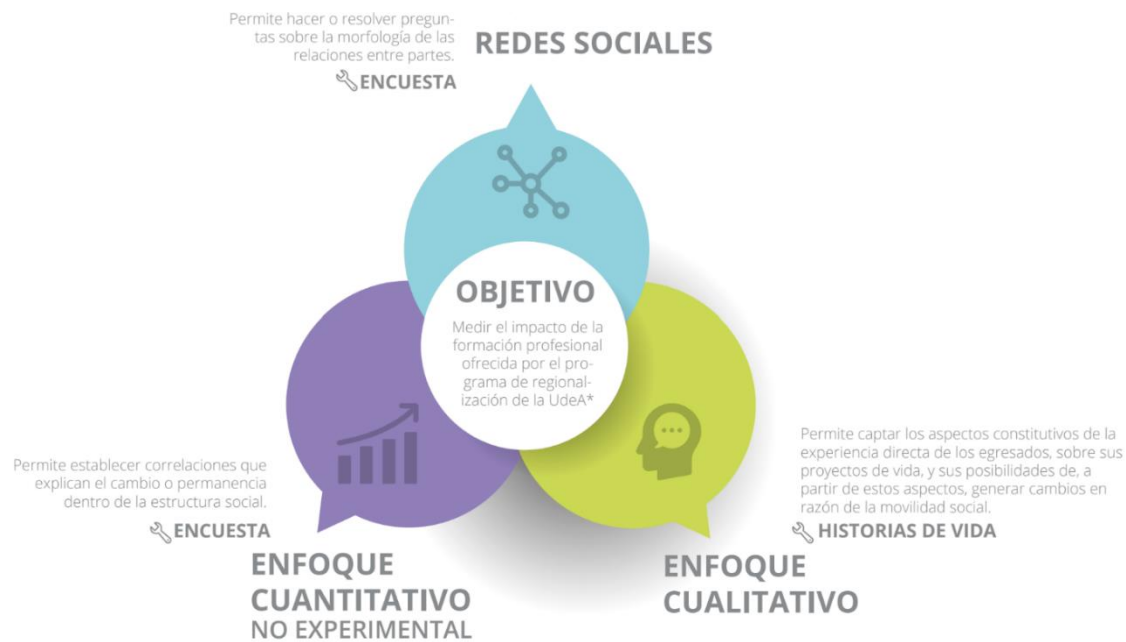 Permite hacer o resolver pregun-
tas sobre la morfología de las
relaciones entre partes.
ENCUESTA
REDES SOCIALES
OBJETIVO
Medir el impacto de la
formación profesional
ofrecida por el pro-
grama de regional-
ización de la UdeA*
Permite establecer correlaciones que
explican el cambio o permanencia
dentro de la estructura social.
ENCUESTA
ENFOQUE
CUANTITATIVO
NO EXPERIMENTAL
Permite captar los aspectos constitutivos de la
experiencia directa de los egresados, sobre sus
proyectos de vida, y sus posibilidades de, a
partir de estos aspectos, generar cambios en
razón de la movilidad social.
HISTORIAS DE VIDA
ENFOQUE
CUALITATIVO